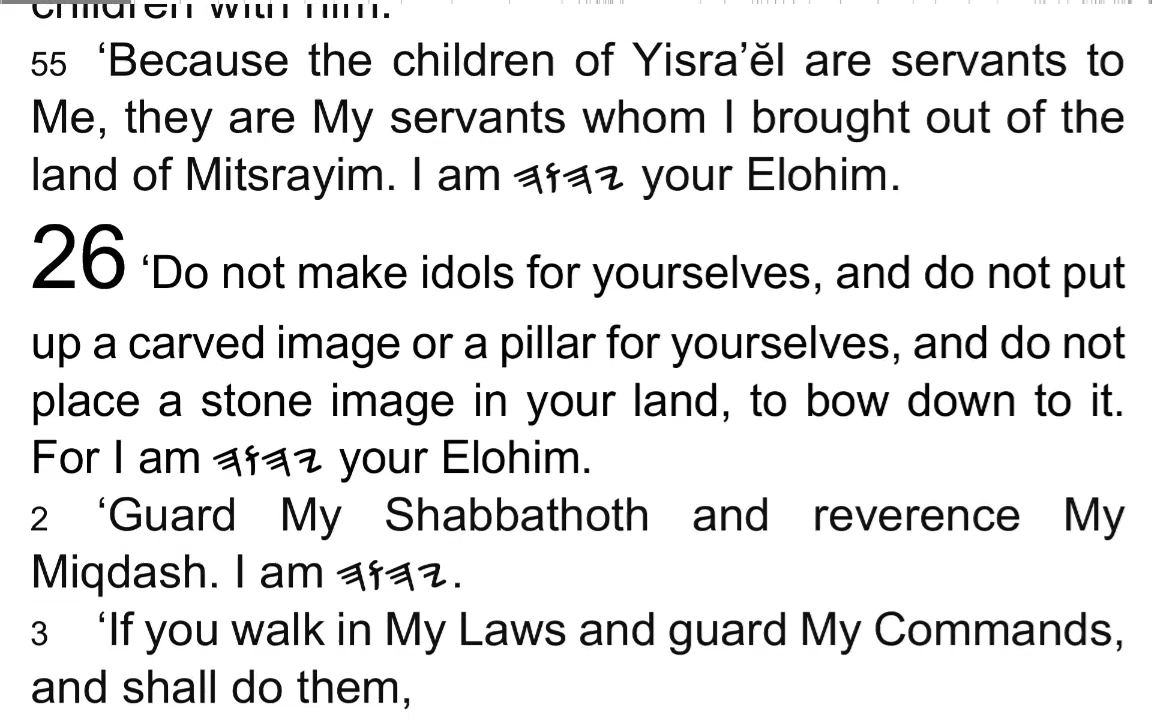 children with him.
55 ‘Because the children of Yisra’ĕl are servants to
Me, they are My servants whom I brought out of the
land of Mitsrayim. I am 𐤉𐤄𐤅𐤄 your Elohim.
26 ‘Do not make idols for yourselves, and do not put
up a carved image or a pillar for yourselves, and do not
place a stone image in your land, to bow down to it.
For I am 𐤉𐤄𐤅𐤄 your Elohim.
2 ‘Guard My Shabbathoth and reverence My
Miqdash. I am 𐤉𐤄𐤅𐤄.
3 ‘If you walk in My Laws and guard My Commands,
and shall do them,